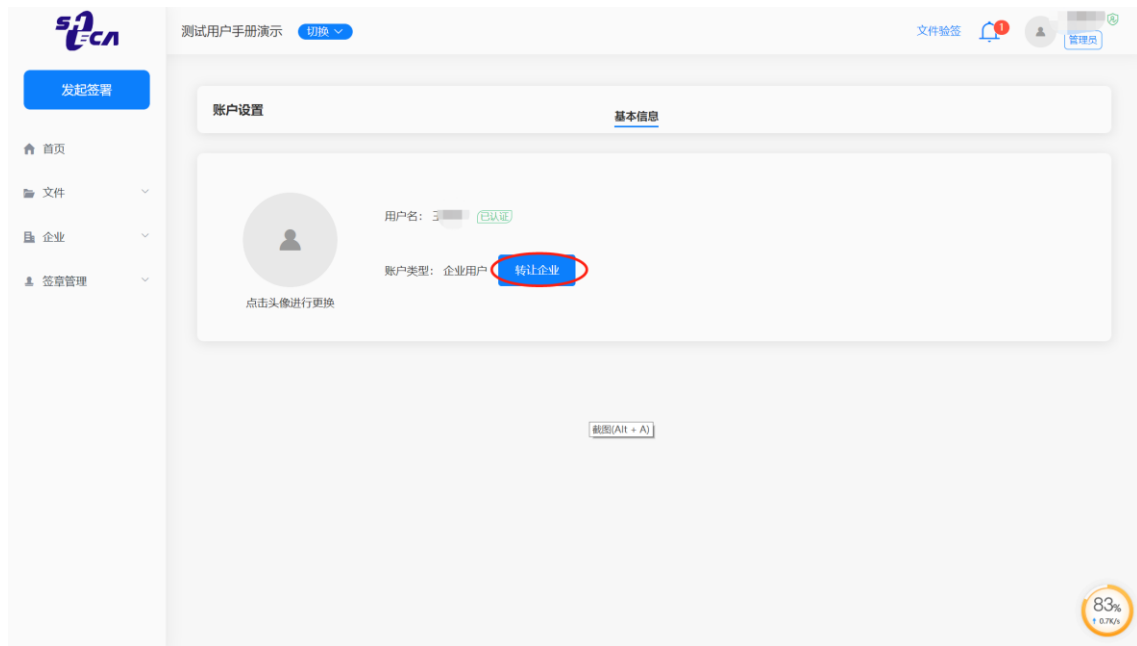 测试用户手册演示 切换 文件验签 1
管理员
发起签署
账户设置 基本信息
首页
文件
企业
签章管理
用户名： 已认证
账户类型： 企业用户 转让企业
点击头像进行更换
截图(Alt + A)
83%
↑ 0.7K/s